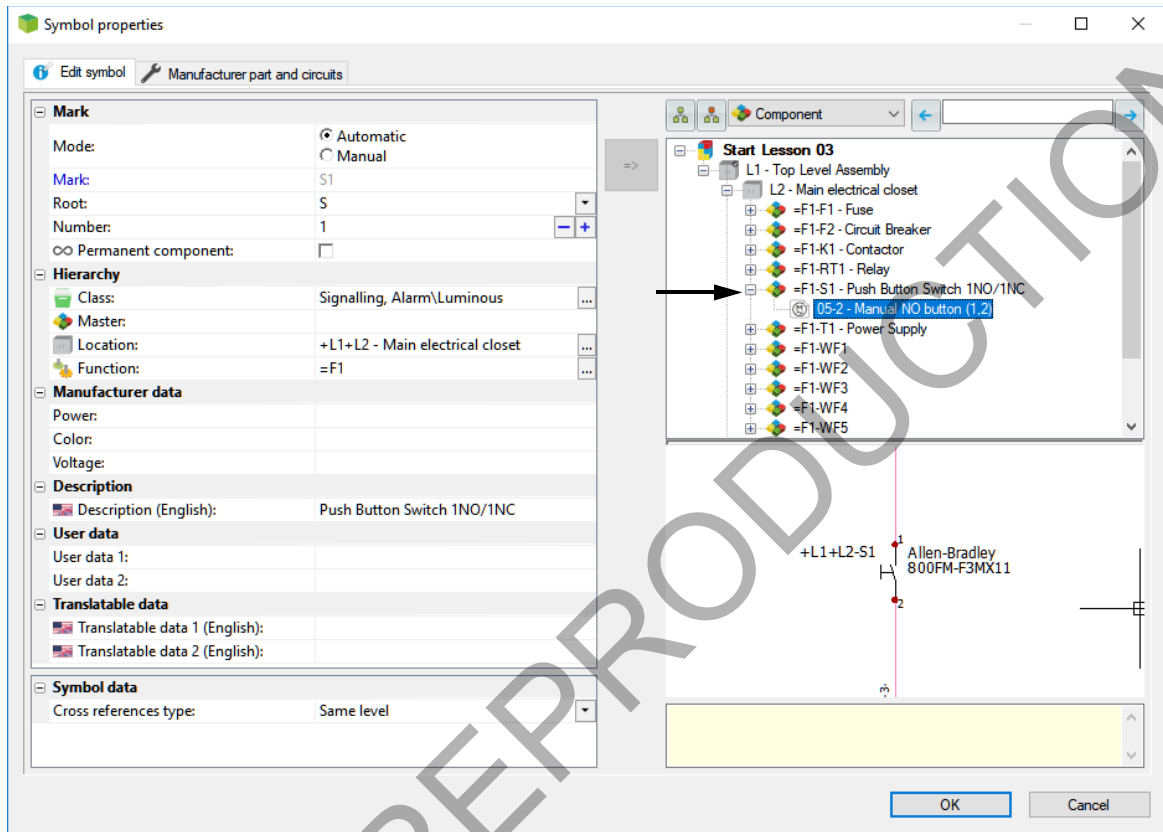 Symbol properties
Edit symbol
Manufacturer part and circuits
Mark
Mode:
Automatic
Manual
Mark: S1
Root: S
Number: 1
Permanent component:
Hierarchy
Class: Signalling, Alarm\Luminous ...
Master:
Location: +L1+L2 - Main electrical closet ...
Function: =F1 ...
Manufacturer data
Power:
Color:
Voltage:
Description
Description (English): Push Button Switch 1NO/1NC
User data
User data 1:
User data 2:
Translatable data
Translatable data 1 (English):
Translatable data 2 (English):
Symbol data
Cross references type: Same level
=>
Component
Start Lesson 03
L1 - Top Level Assembly
L2 - Main electrical closet
=F1-F1 - Fuse
=F1-F2 - Circuit Breaker
=F1-K1 - Contactor
=F1-RT1 - Relay
=F1-S1 - Push Button Switch 1NO/1NC
05-2 - Manual NO button (1,2)
=F1-T1 - Power Supply
=F1-WF1
=F1-WF2
=F1-WF3
=F1-WF4
=F1-WF5
+L1+L2-S1
1
Allen-Bradley
800FM-F3MX11
2
-3-
OK
Cancel
REPRODUCTION